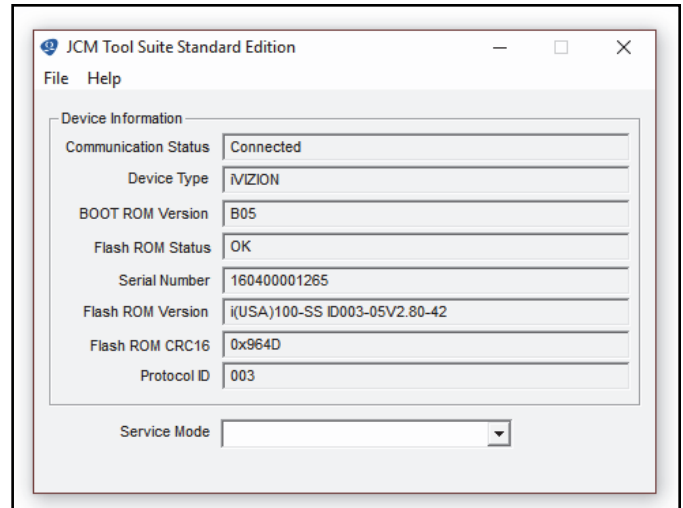 JCM Tool Suite Standard Edition
File Help
Device Information
Communication Status Connected
Device Type iVIZION
BOOT ROM Version B05
Flash ROM Status OK
Serial Number 160400001265
Flash ROM Version i(USA)100-SS ID003-05V2.80-42
Flash ROM CRC16 0x964D
Protocol ID 003
Service Mode